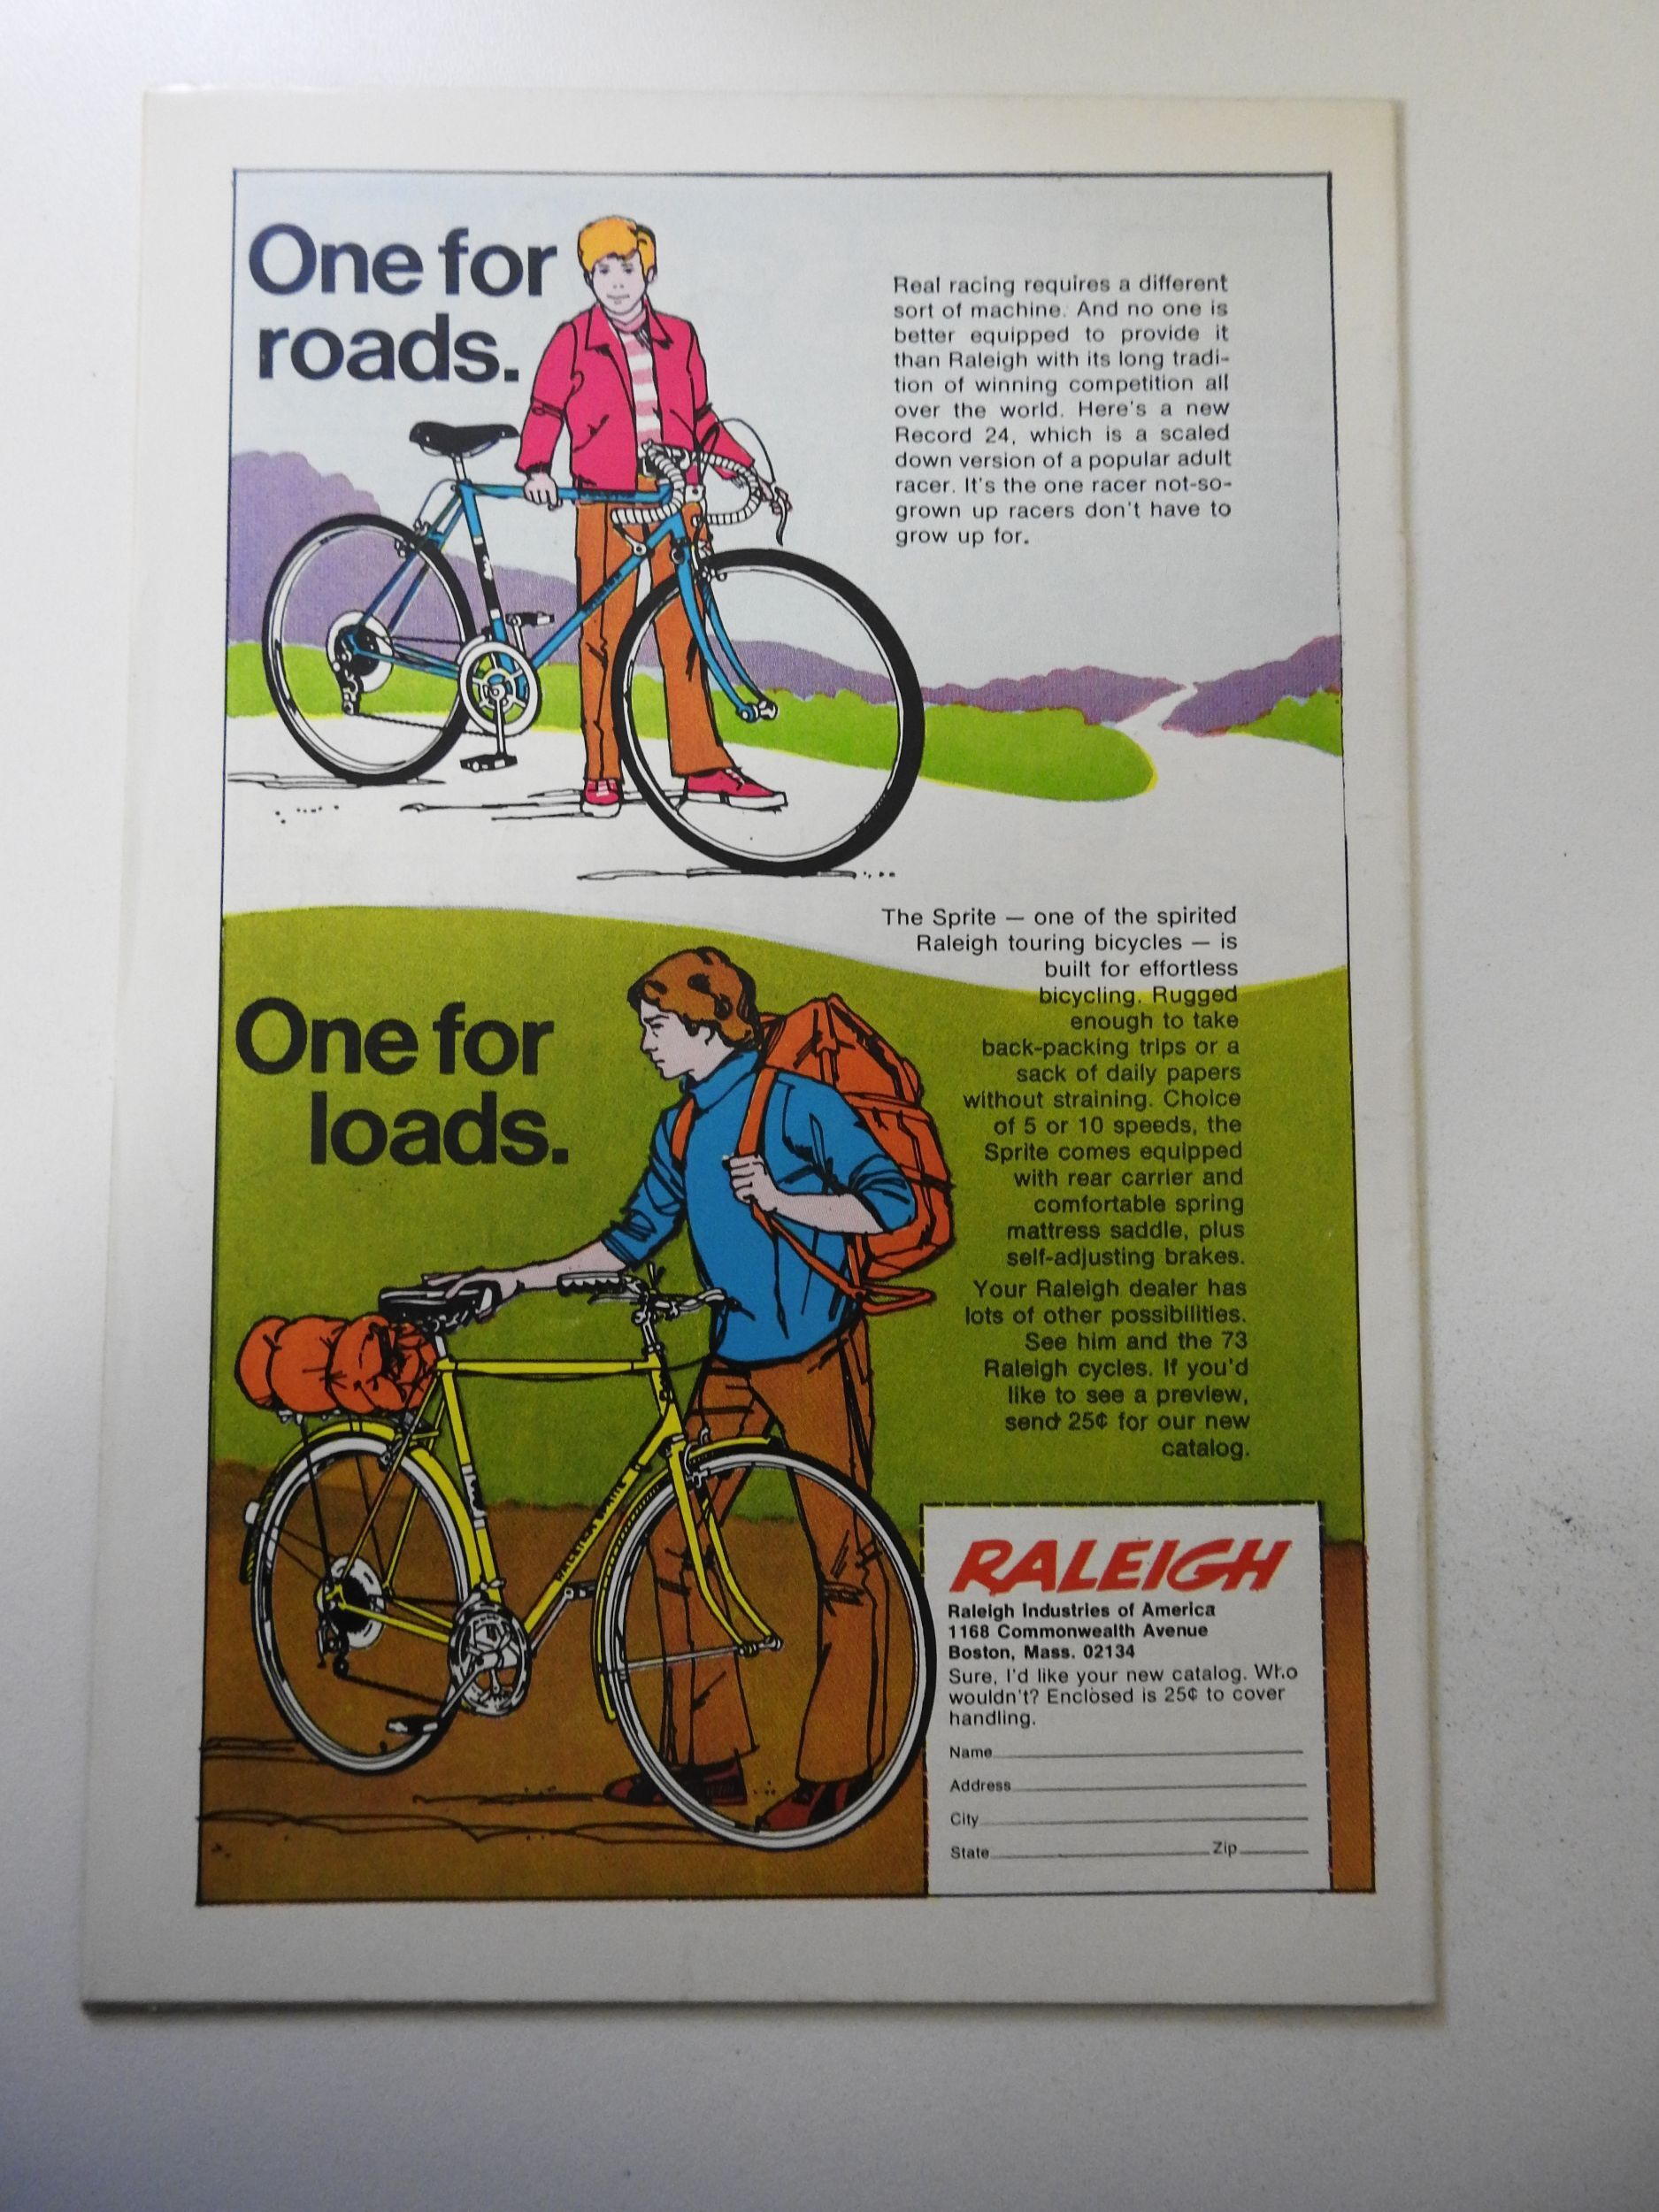 One for
roads.
Real racing requires a different
sort of machine. And no one is
better equipped to provide it
than Raleigh with its long tradi-
tion of winning competition all
over the world. Here's a new
Record 24, which is a scaled
down version of a popular adult
racer. It's the one racer not-so-
grown up racers don't have to
grow up for.
The Sprite — one of the spirited
Raleigh touring bicycles — is
built for effortless
bicycling. Rugged
enough to take
back-packing trips or a
sack of daily papers
without straining. Choice
of 5 or 10 speeds, the
Sprite comes equipped
with rear carrier and
comfortable spring
mattress saddle, plus
self-adjusting brakes.
Your Raleigh dealer has
lots of other possibilities.
See him and the 73
Raleigh cycles. If you'd
like to see a preview,
send 25¢ for our new
catalog.
One for
loads.
RALEIGH
Raleigh Industries of America
1168 Commonwealth Avenue
Boston, Mass. 02134
Sure, I'd like your new catalog. Who
wouldn't? Enclosed is 25¢ to cover
handling.
Name
Address
City
State Zip